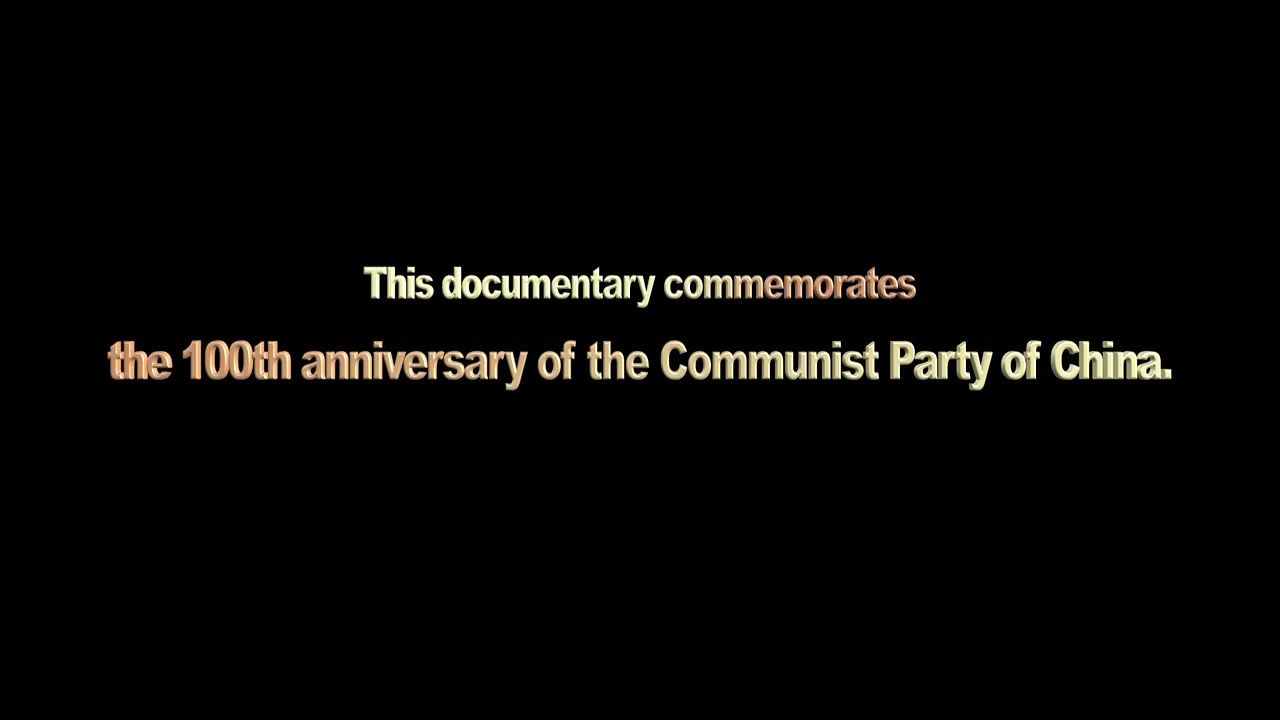 This documentary commemorates
the 100th anniversary of the Communist Party of China.